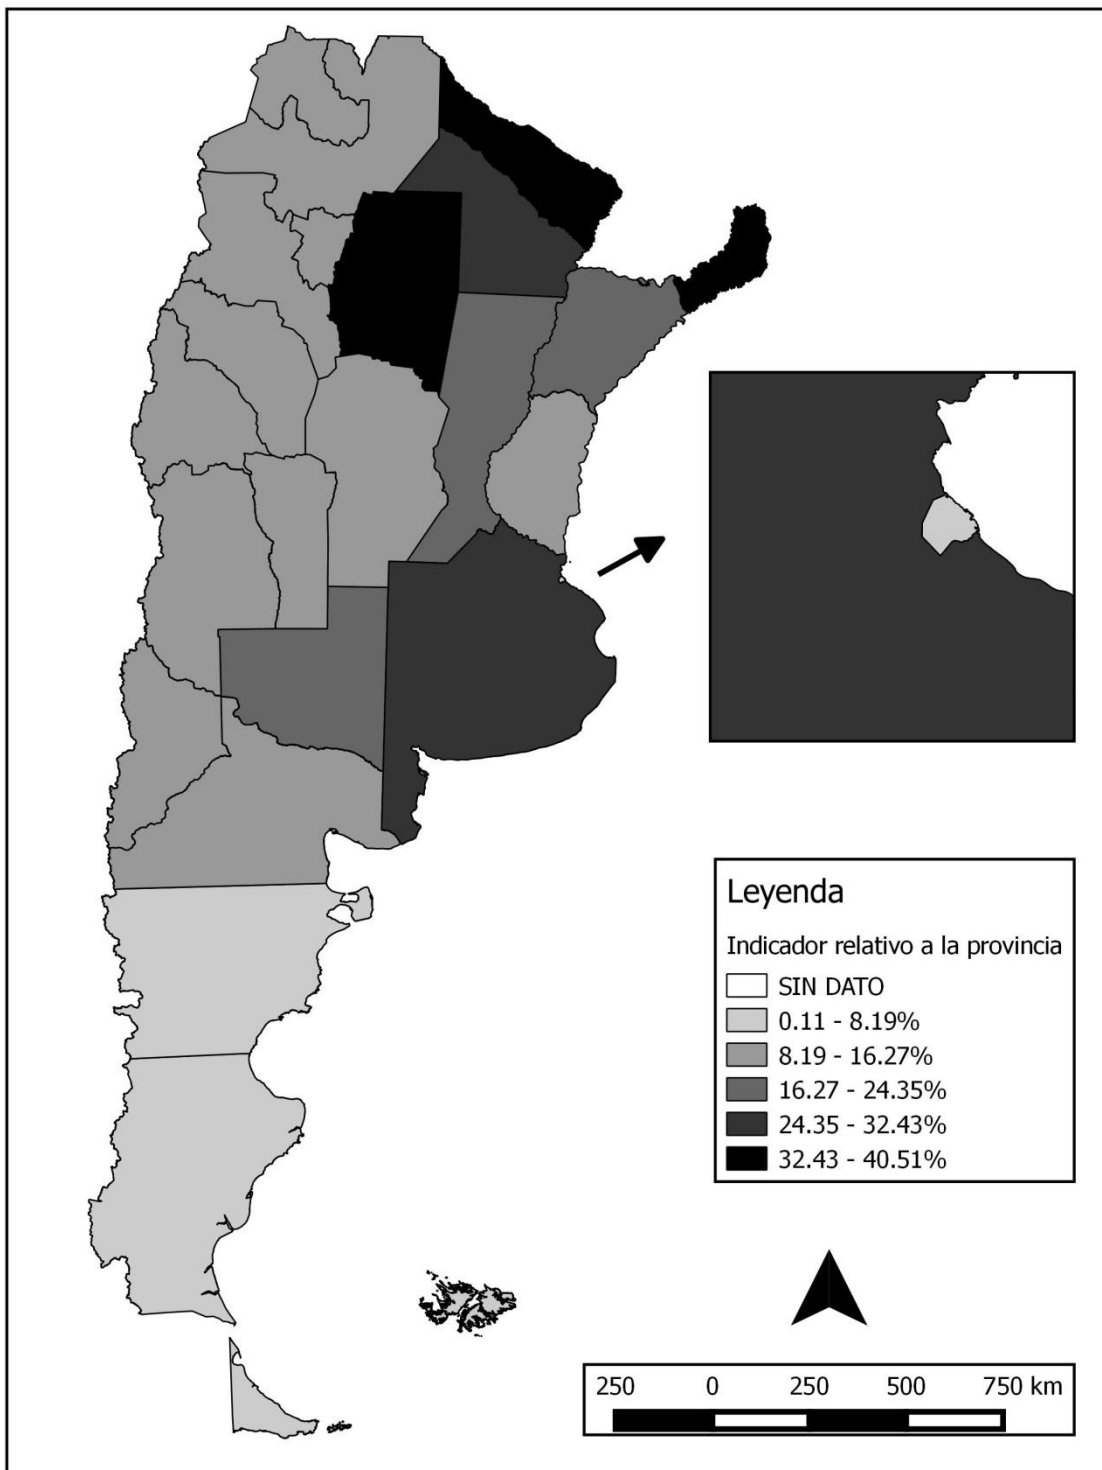 Leyenda
Indicador relativo a la provincia
SIN DATO
0.11 - 8.19%
8.19 - 16.27%
16.27 - 24.35%
24.35 - 32.43%
32.43 - 40.51%
250 0 250 500 750 km